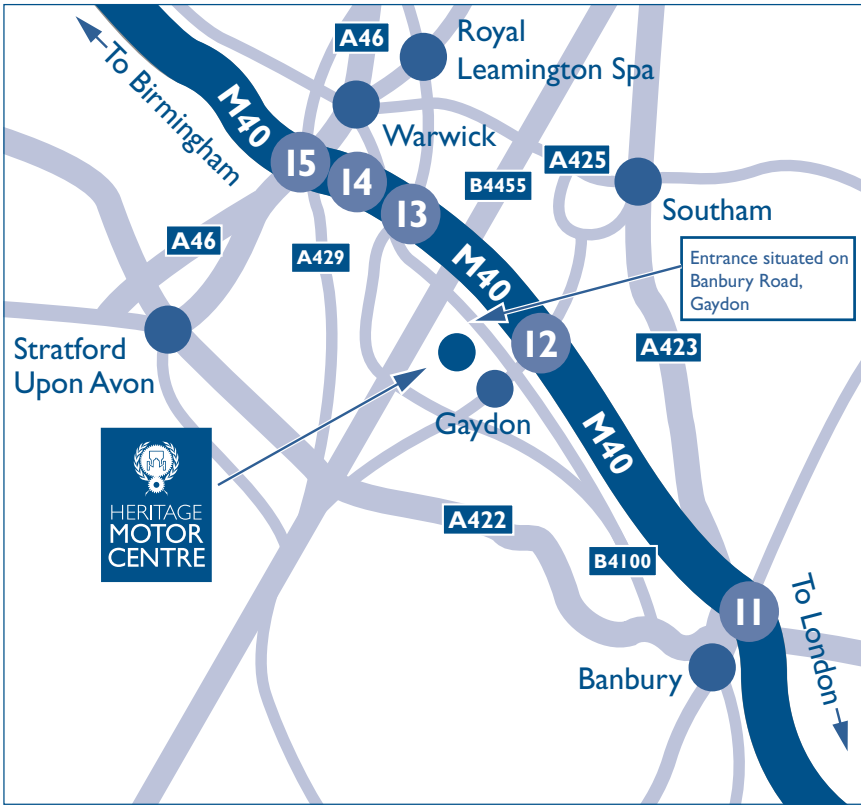 A46
Royal
Leamington Spa
To Birmingham
M40
Warwick
15
14
13
B4455
A425
Southam
A46
A429
M40
Entrance situated on
Banbury Road,
Gaydon
Stratford
Upon Avon
12
A423
Gaydon
M40
HERITAGE
MOTOR
CENTRE
A422
B4100
11
To London
Banbury